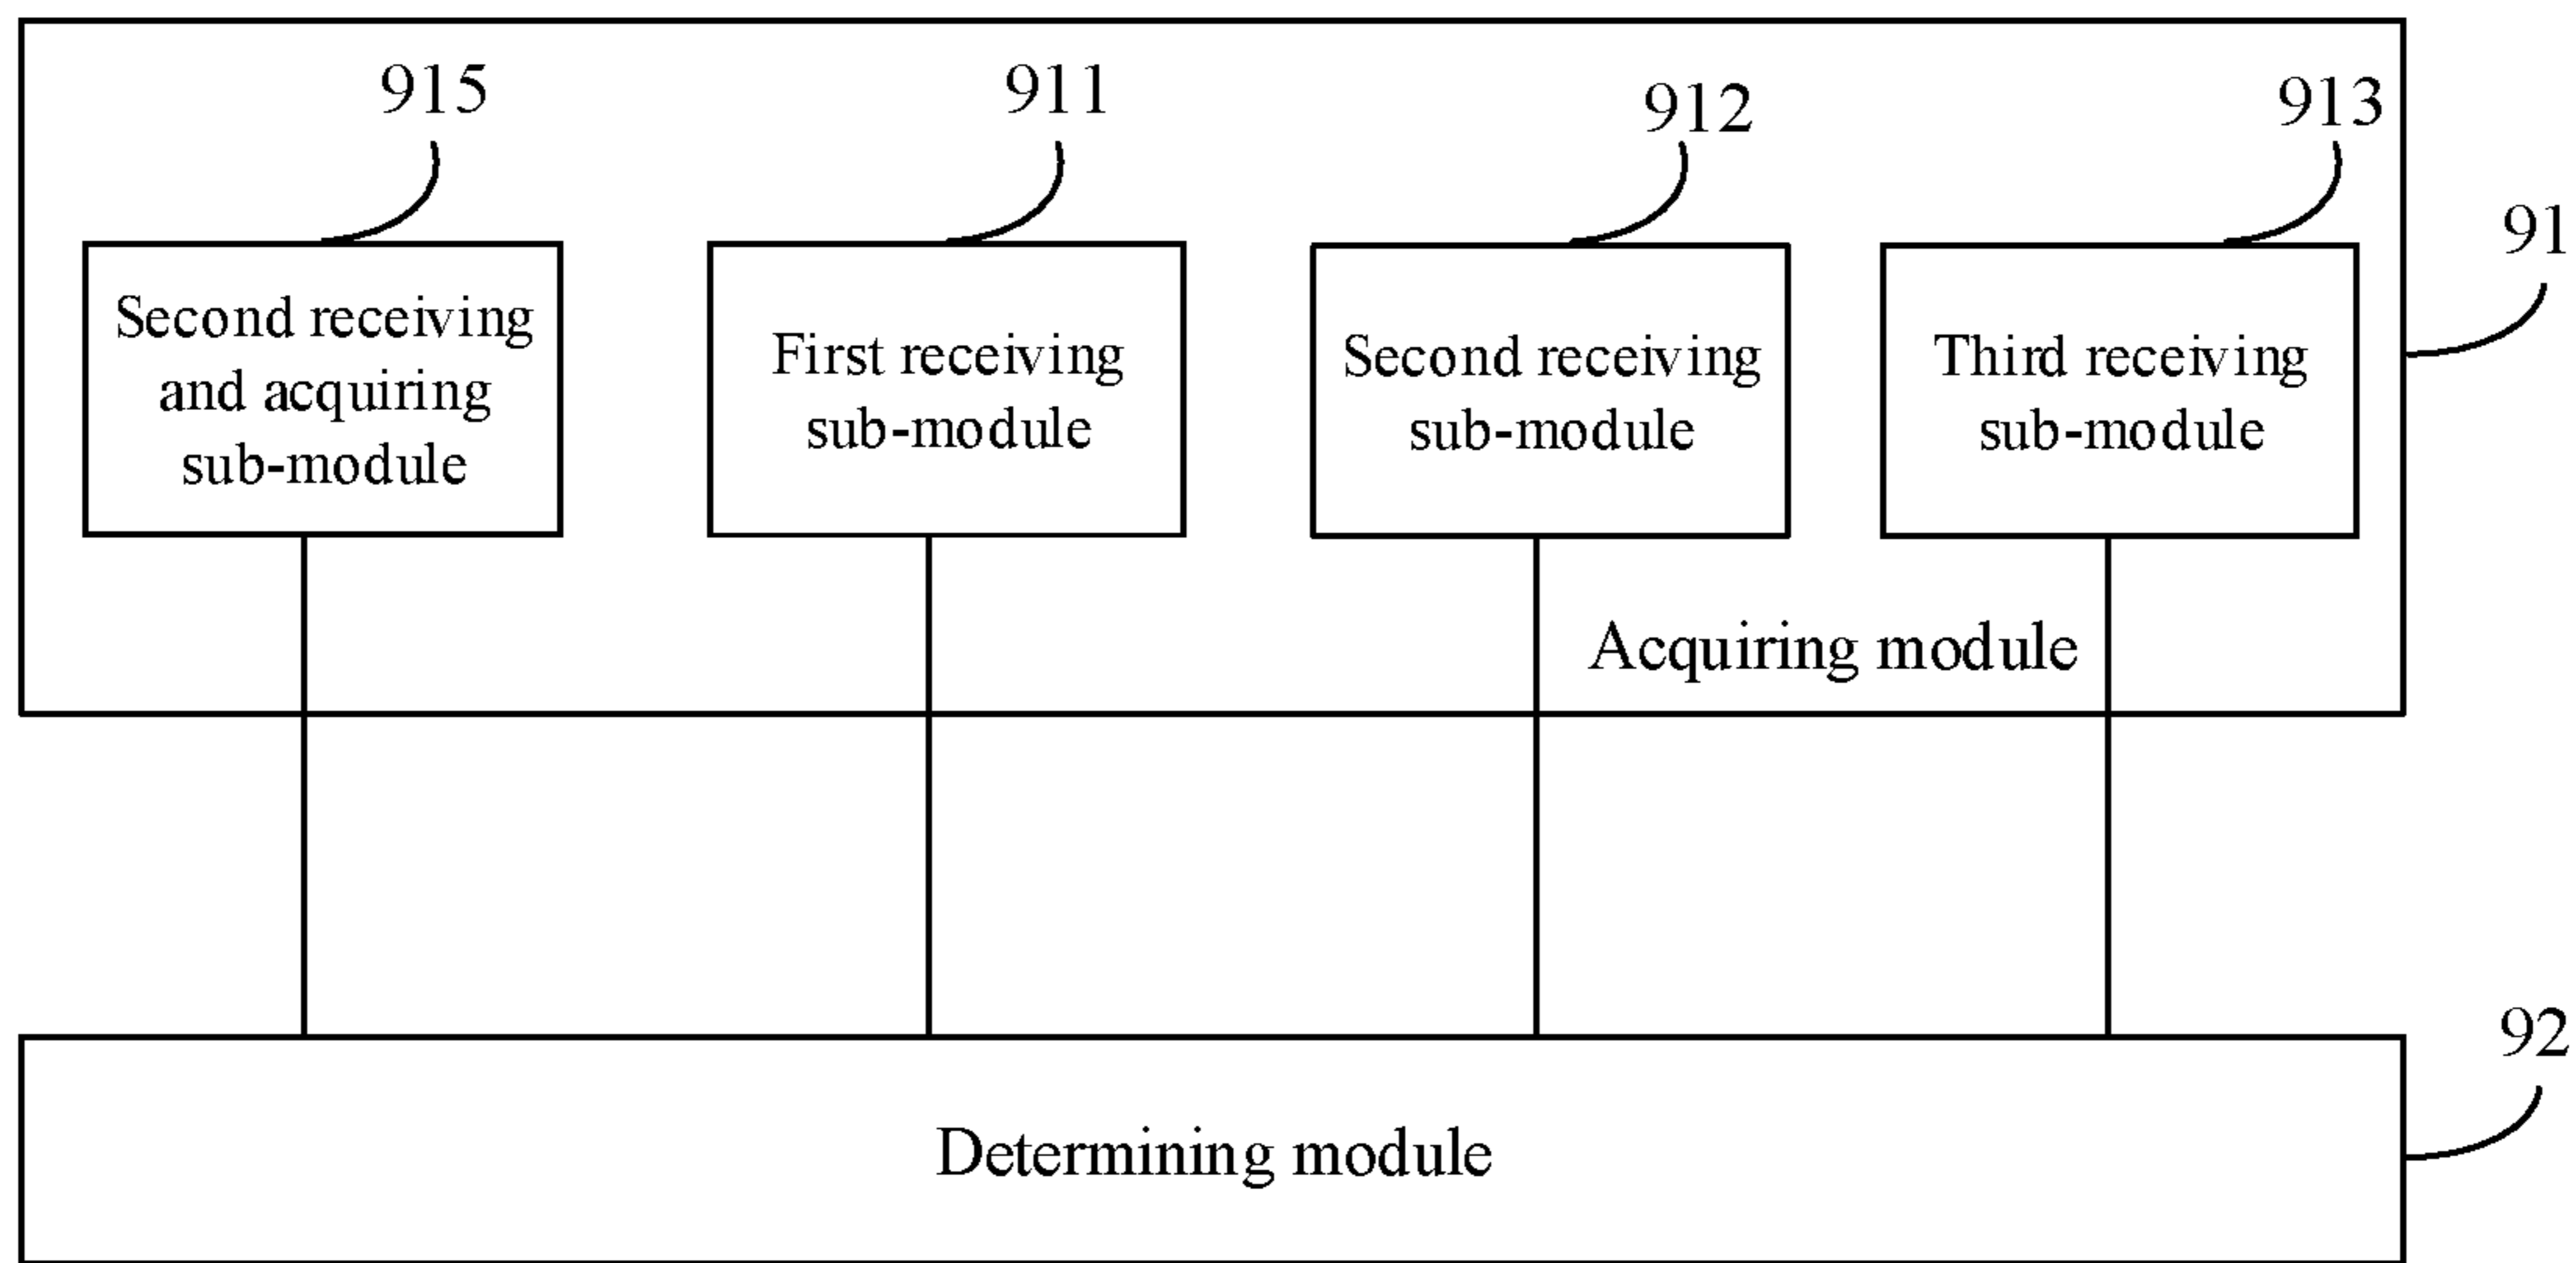 915
911
912
913
91
Second receiving
and acquiring
sub-module
First receiving
sub-module
Second receiving
sub-module
Third receiving
sub-module
Acquiring module
92
Determining module